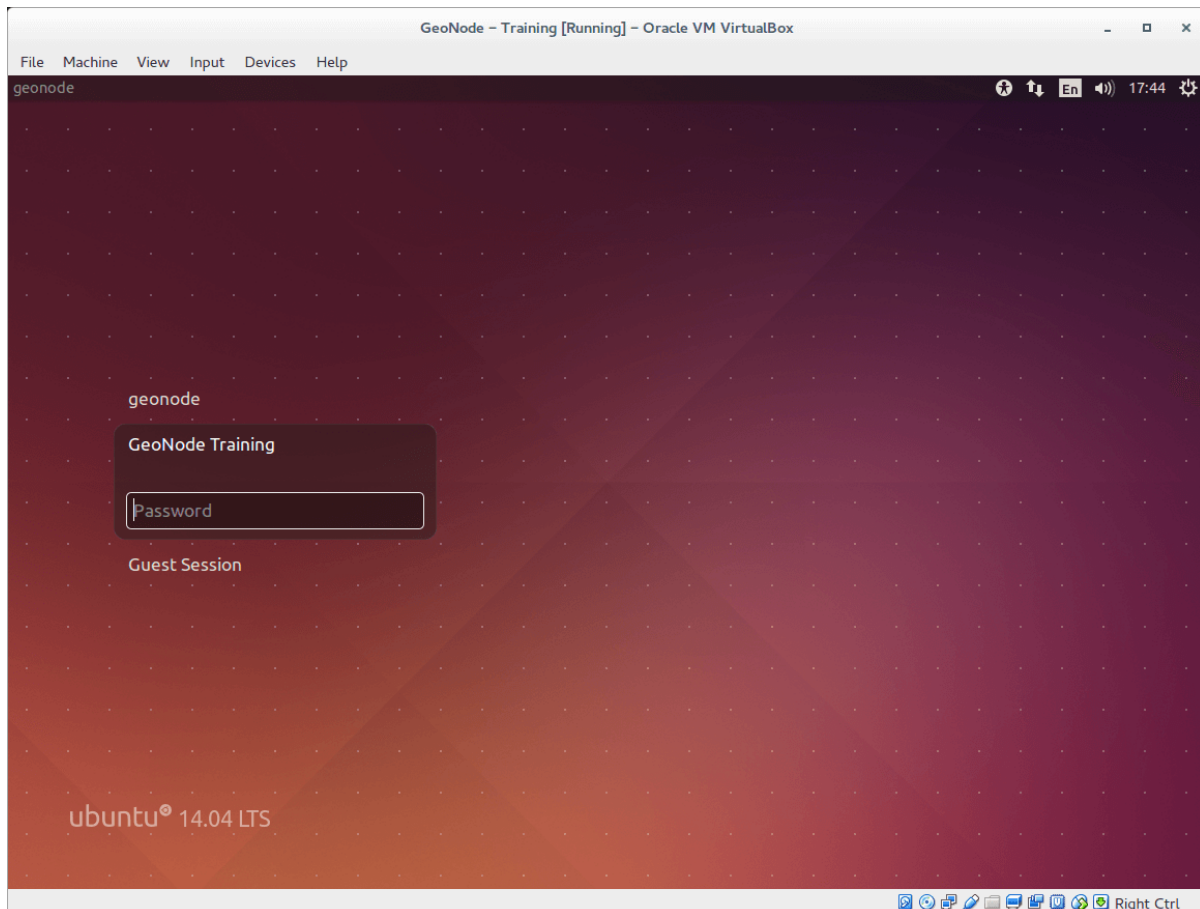 GeoNode – Training [Running] – Oracle VM VirtualBox
File Machine View Input Devices Help
geonode En 17:44
geonode
GeoNode Training
Password
Guest Session
ubuntu 14.04 LTS
Right Ctrl